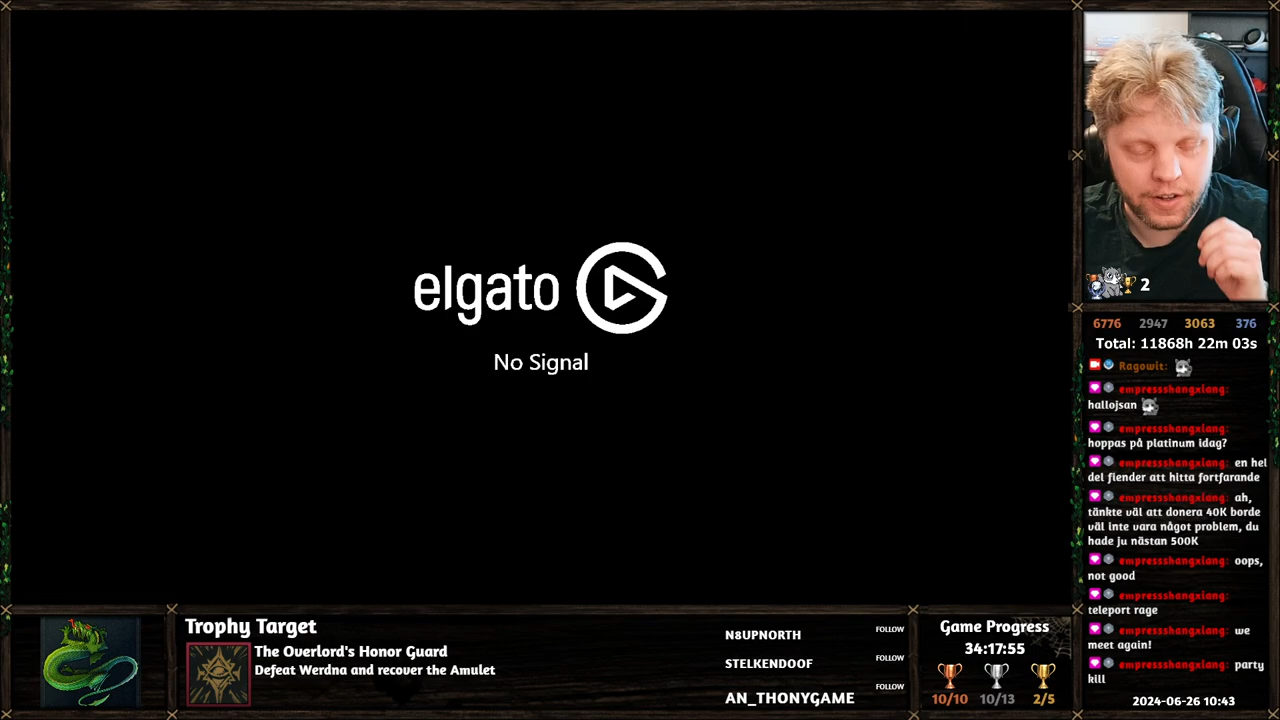 elgato
No Signal
2
6776 2947 3063 376
Total: 11868h 22m 03s
Ragowit:
empressshangxiang:
hallojsan
empressshangxiang:
hoppas på platinum idag?
empressshangxiang: en hel
del fiender att hitta fortfarande
empressshangxiang: ah,
tänkte väl att donera 40K borde
väl inte vara något problem, du
hade ju nästan 500K
empressshangxiang: oops,
not good
empressshangxiang:
teleport rage
empressshangxiang: we
meet again!
empressshangxiang: party
kill
2024-06-26 10:43
Trophy Target
The Overlord's Honor Guard
Defeat Werdna and recover the Amulet
N8UPNORTH FOLLOW
STELKENDOOF FOLLOW
AN_THONYGAME FOLLOW
Game Progress
34:17:55
10/10 10/13 2/5